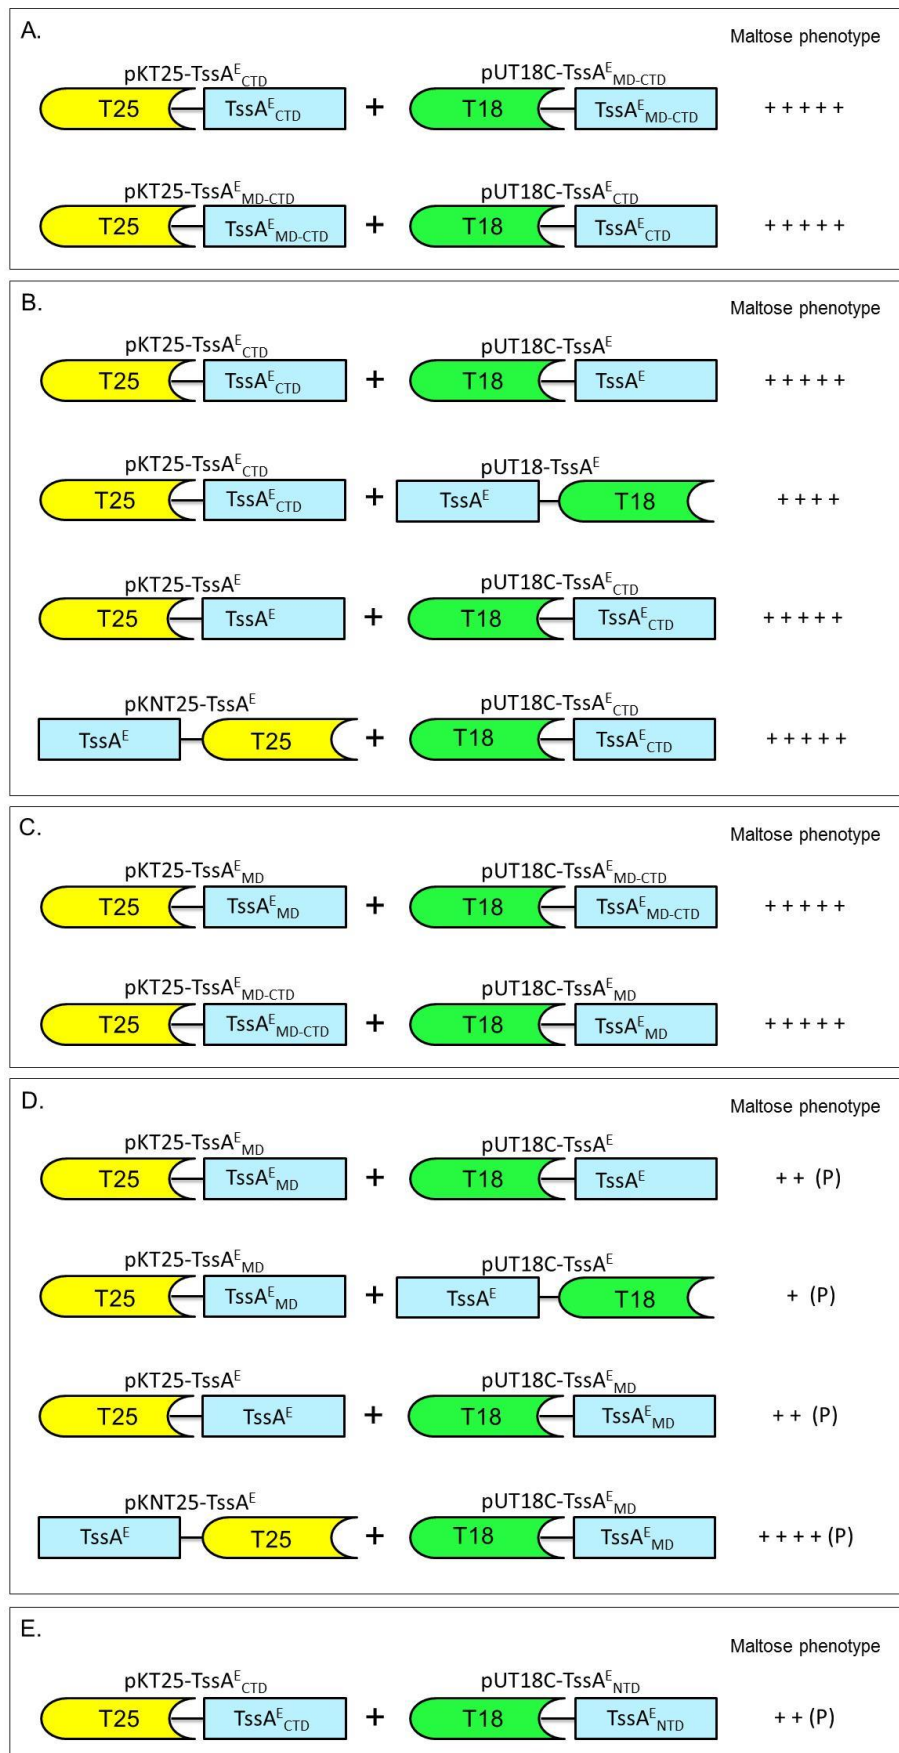 A.
Maltose phenotype
pKT25-TssA^E_CTD pUT18C-TssA^E_MD-CTD
T25 TssA^E_CTD + T18 TssA^E_MD-CTD + + + + +
pKT25-TssA^E_MD-CTD pUT18C-TssA^E_CTD
T25 TssA^E_MD-CTD + T18 TssA^E_CTD + + + + +
B.
Maltose phenotype
pKT25-TssA^E_CTD pUT18C-TssA^E
T25 TssA^E_CTD + T18 TssA^E + + + + +
pKT25-TssA^E_CTD pUT18-TssA^E
T25 TssA^E_CTD + TssA^E T18 + + + +
pKT25-TssA^E pUT18C-TssA^E_CTD
T25 TssA^E + T18 TssA^E_CTD + + + + +
pKNT25-TssA^E pUT18C-TssA^E_CTD
TssA^E T25 + T18 TssA^E_CTD + + + + +
C.
Maltose phenotype
pKT25-TssA^E_MD pUT18C-TssA^E_MD-CTD
T25 TssA^E_MD + T18 TssA^E_MD-CTD + + + + +
pKT25-TssA^E_MD-CTD pUT18C-TssA^E_MD
T25 TssA^E_MD-CTD + T18 TssA^E_MD + + + + +
D.
Maltose phenotype
pKT25-TssA^E_MD pUT18C-TssA^E
T25 TssA^E_MD + T18 TssA^E + + (P)
pKT25-TssA^E_MD pUT18C-TssA^E
T25 TssA^E_MD + TssA^E T18 + (P)
pKT25-TssA^E pUT18C-TssA^E_MD
T25 TssA^E + T18 TssA^E_MD + + (P)
pKNT25-TssA^E pUT18C-TssA^E_MD
TssA^E T25 + T18 TssA^E_MD + + + + (P)
E.
Maltose phenotype
pKT25-TssA^E_CTD pUT18C-TssA^E_NTD
T25 TssA^E_CTD + T18 TssA^E_NTD + + (P)